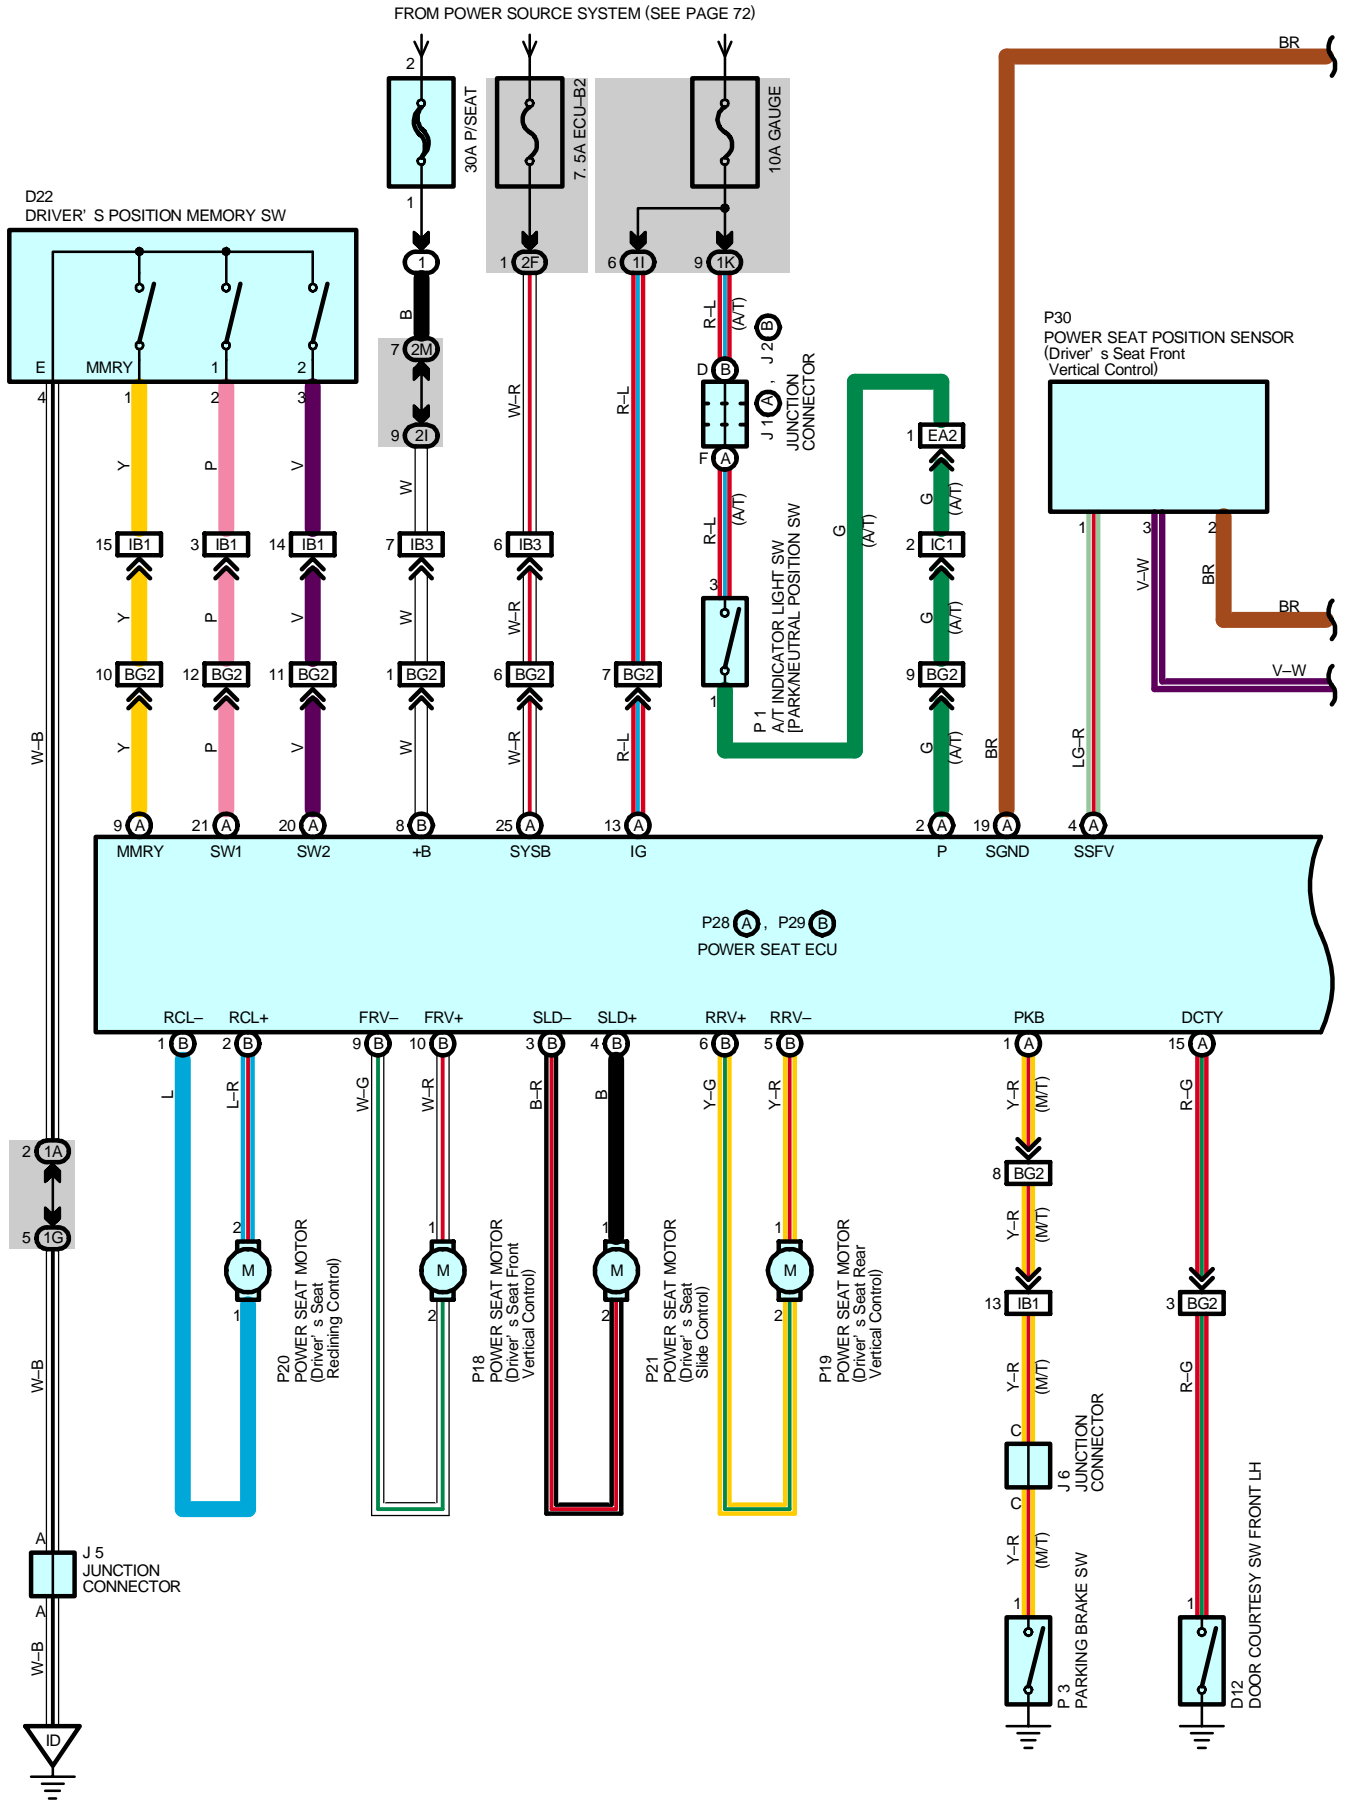 FROM POWER SOURCE SYSTEM (SEE PAGE 72)
BR
2
30A P/SEAT
7. 5A ECU–B2
10A GAUGE
1
D22
DRIVER’ S POSITION MEMORY SW
1
1 2F
6 1I
9 1K
B
R–L
(A/T)
J 1 A , J 2 B
JUNCTION
CONNECTOR
P30
POWER SEAT POSITION SENSOR
(Driver’ s Seat Front
Vertical Control)
7 2M
E MMRY 1 2
D B
4 1 2 3
W–R
R–L
9 2I
F A
1 EA2
Y P V W
R–L
(A/T)
G
(A/T)
G
(A/T)
1 3 2
15 IB1
3 IB1
14 IB1
7 IB3
6 IB3
2 IC1
V–W
BR
3
P 1
A/T INDICATOR LIGHT SW
[PARK/NEUTRAL POSITION SW
BR
Y P V W W–R
G
(A/T)
10 BG2
12 BG2
11 BG2
1 BG2
6 BG2
7 BG2
9 BG2
V–W
1
W–B
Y P V W W–R R–L
G
(A/T)
BR
LG–R
9 A
21 A
20 A
8 B
25 A
13 A
2 A
19 A
4 A
MMRY SW1 SW2 +B SYSB IG P SGND SSFV
P28 A , P29 B
POWER SEAT ECU
RCL– RCL+ FRV– FRV+ SLD– SLD+ RRV+ RRV– PKB DCTY
1 B
2 B
9 B
10 B
3 B
4 B
6 B
5 B
1 A
15 A
L L–R W–G W–R B–R B Y–G Y–R
Y–R
(M/T)
R–G
2 1A
8 BG2
Y–R
(M/T)
5 1G
2 1 1 1
M M M M
1 2 2 2
P20
POWER SEAT MOTOR
(Driver’ s Seat
Reclining Control)
P18
POWER SEAT MOTOR
(Driver’ s Seat Front
Vertical Control)
P21
POWER SEAT MOTOR
(Driver’ s Seat
Slide Control)
P19
POWER SEAT MOTOR
(Driver’ s Seat Rear
Vertical Control)
13 IB1
3 BG2
W–B
Y–R
(M/T)
R–G
C
J 6
JUNCTION
CONNECTOR
C
A
J 5
JUNCTION
CONNECTOR
A
Y–R
(M/T)
W–B
1
P 3
PARKING BRAKE SW
1
D12
DOOR COURTESY SW FRONT LH
ID